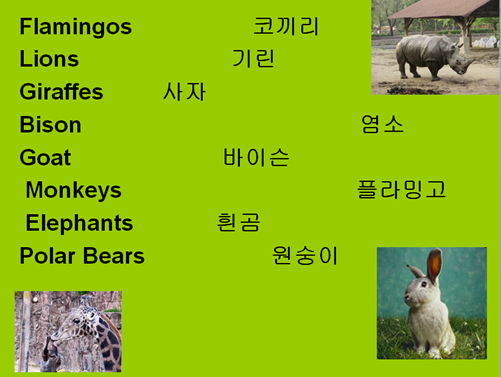 Flamingos 코끼리
Lions 기린
Giraffes 사자
Bison 염소
Goat 바이슨
Monkeys 플라밍고
Elephants 흰곰
Polar Bears 원숭이